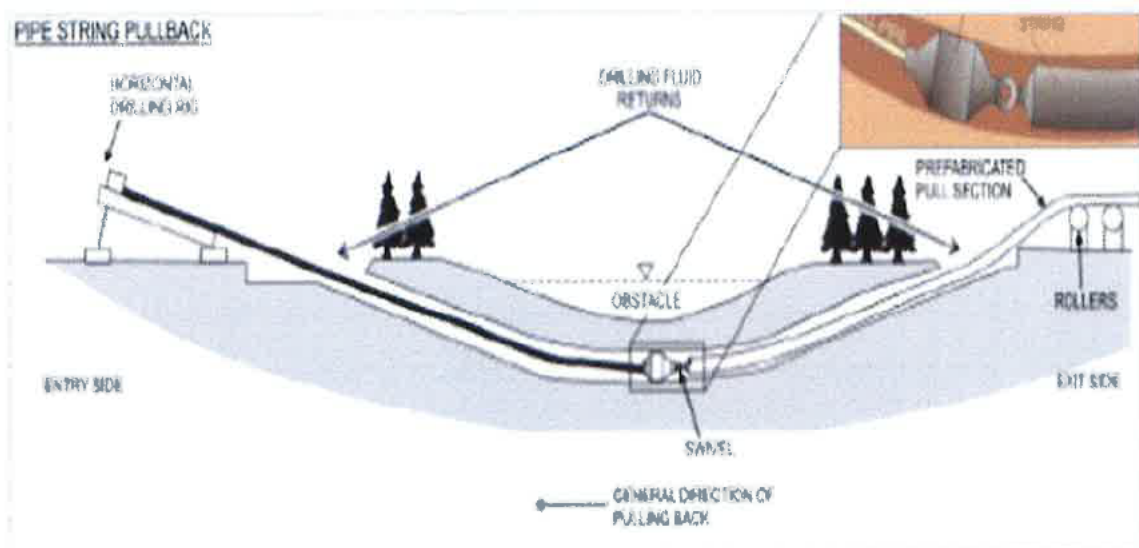 PIPE STRING PULLBACK
HORIZONTAL
DRILLING RIG
DRILLING FLUID
RETURNS
PREFABRICATED
PULL SECTION
OBSTACLE
ROLLERS
ENTRY SIDE
EXIT SIDE
SWIVEL
GENERAL DIRECTION OF
PULLING BACK